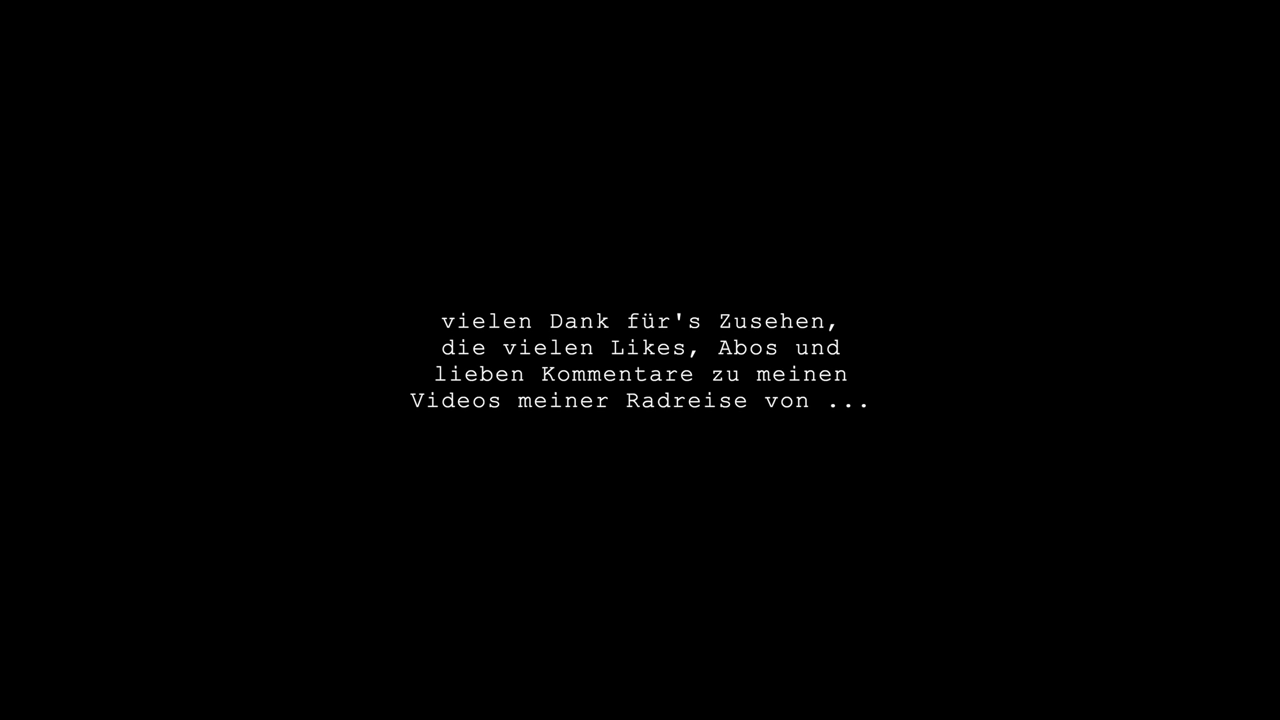 vielen Dank für's Zusehen,
die vielen Likes, Abos und
lieben Kommentare zu meinen
Videos meiner Radreise von ...